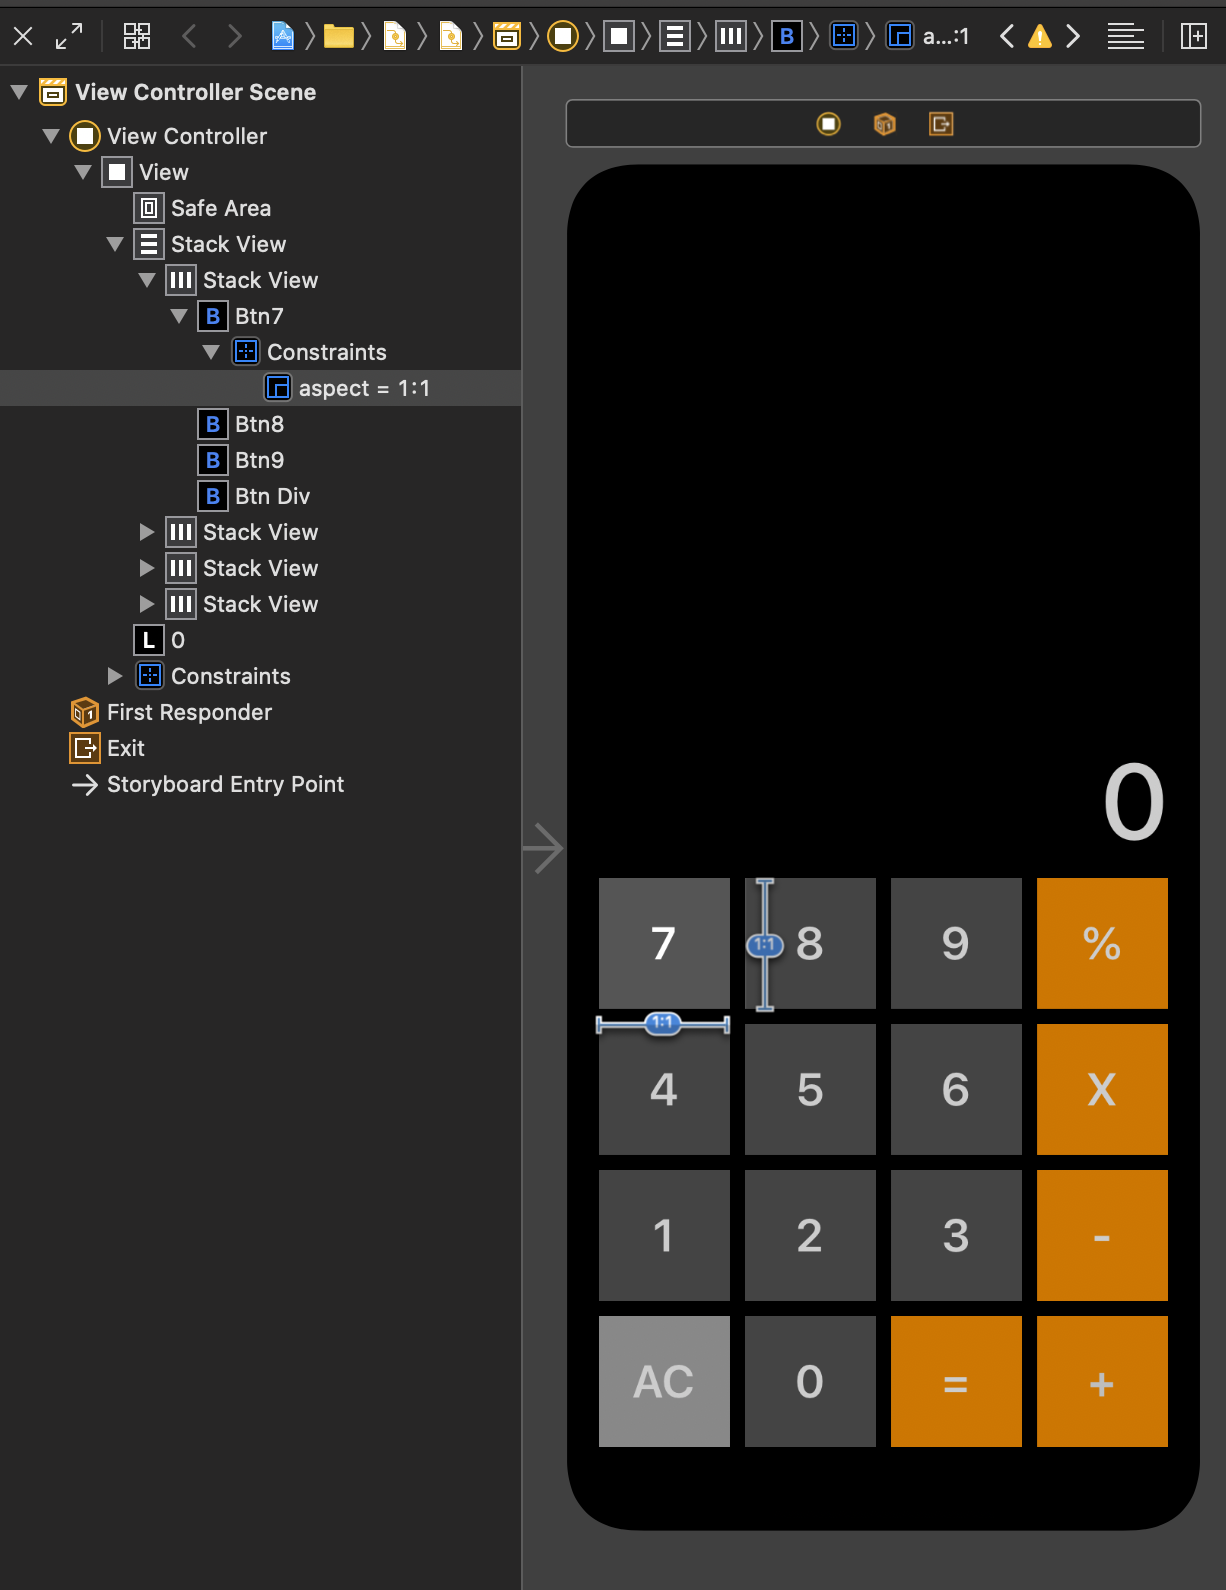 B a...:1
View Controller Scene
View Controller
View
Safe Area
Stack View
Stack View
B Btn7
Constraints
aspect = 1:1
B Btn8
B Btn9
B Btn Div
Stack View
Stack View
Stack View
L 0
Constraints
First Responder
Exit
Storyboard Entry Point
0
7 1:1 8 9 %
1:1
4 5 6 X
1 2 3 -
AC 0 = +